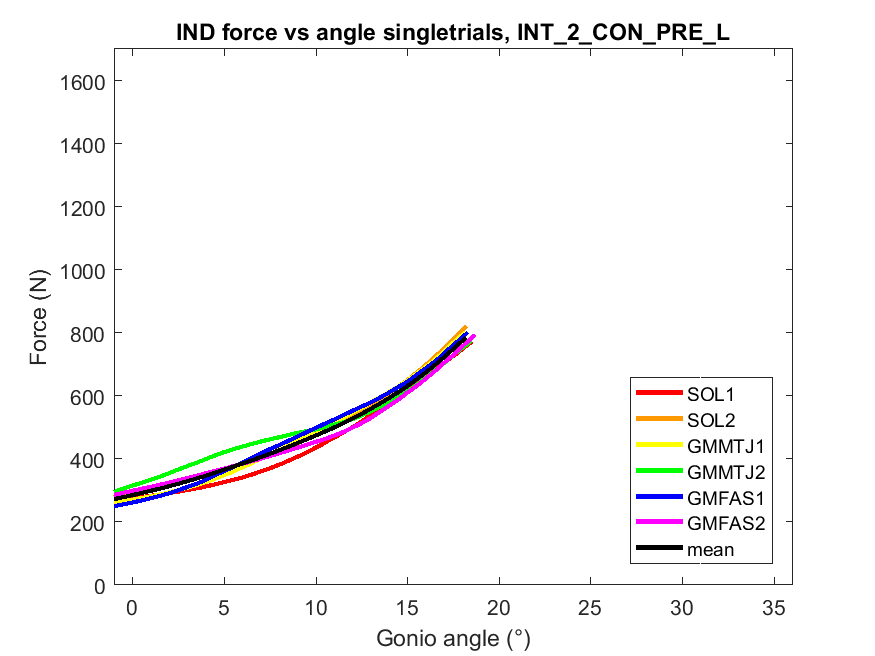 IND force vs angle singletrials, INT_2_CON_PRE_L
Force (N)
1600
1400
1200
1000
800
600
400
200
0
0 5 10 15 20 25 30 35
Gonio angle (°)
SOL1
SOL2
GMMTJ1
GMMTJ2
GMFAS1
GMFAS2
mean